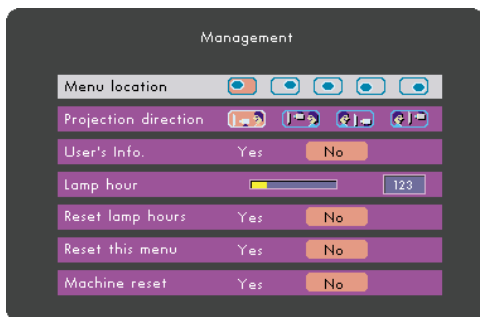 Management
Menu location
Projection direction
User's Info. Yes No
Lamp hour 123
Reset lamp hours Yes No
Reset this menu Yes No
Machine reset Yes No